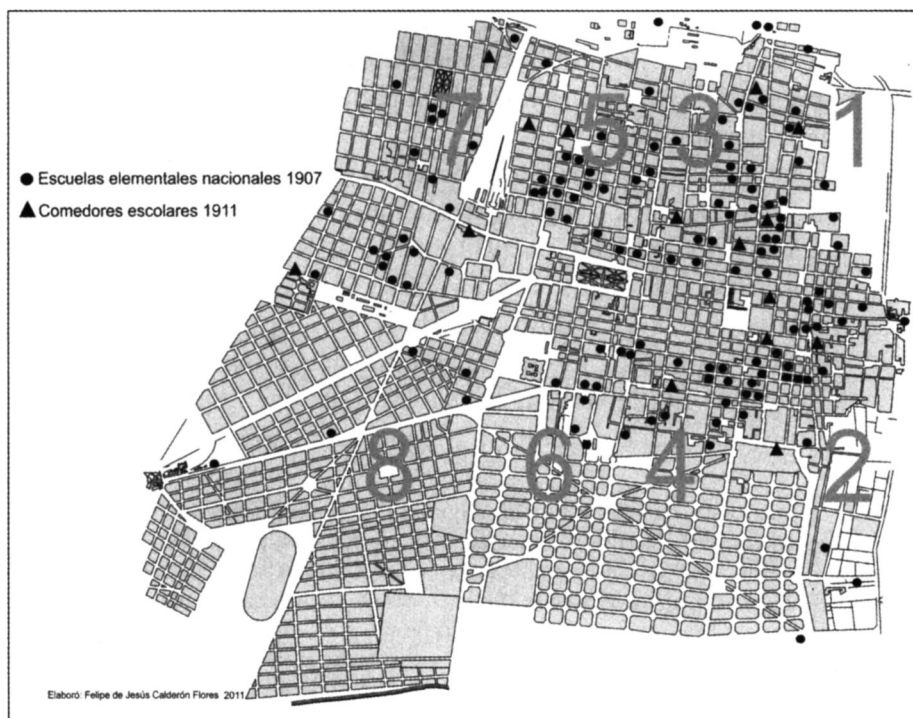 Escuelas elementales nacionales 1907
Comedores escolares 1911
7
5
3
1
8
6
4
2
Elaboró: Felipe de Jesús Calderón Flores 2011